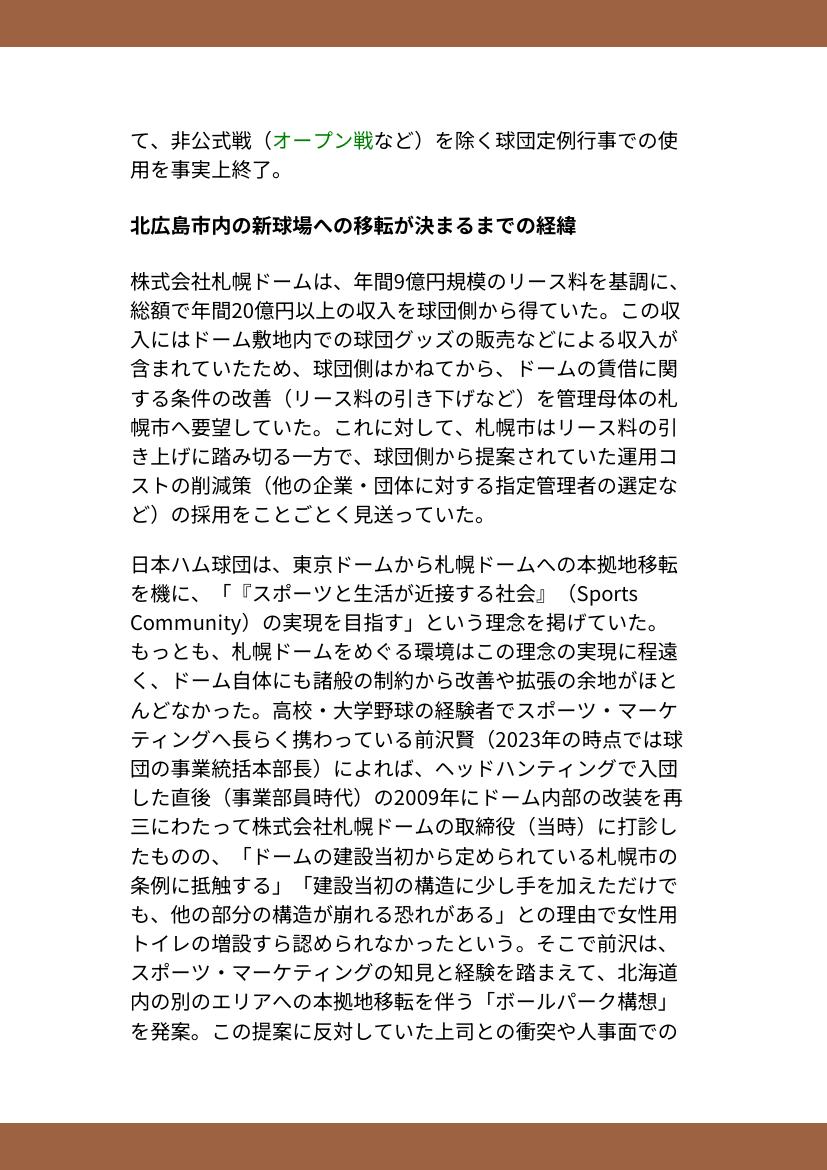 て、非公式戦（オープン戦など）を除く球団定例行事での使
用を事実上終了。
北広島市内の新球場への移転が決まるまでの経緯
株式会社札幌ドームは、年間9億円規模のリース料を基調に、
総額で年間20億円以上の収入を球団側から得ていた。この収
入にはドーム敷地内での球団グッズの販売などによる収入が
含まれていたため、球団側はかねてから、ドームの賃借に関
する条件の改善（リース料の引き下げなど）を管理母体の札
幌市へ要望していた。これに対して、札幌市はリース料の引
き上げに踏み切る一方で、球団側から提案されていた運用コ
ストの削減策（他の企業・団体に対する指定管理者の選定な
ど）の採用をことごとく見送っていた。
日本ハム球団は、東京ドームから札幌ドームへの本拠地移転
を機に、「『スポーツと生活が近接する社会』（Sports
Community）の実現を目指す」という理念を掲げていた。
もっとも、札幌ドームをめぐる環境はこの理念の実現に程遠
く、ドーム自体にも諸般の制約から改善や拡張の余地がほと
んどなかった。高校・大学野球の経験者でスポーツ・マーケ
ティングへ長らく携わっている前沢賢（2023年の時点では球
団の事業統括本部長）によれば、ヘッドハンティングで入団
した直後（事業部員時代）の2009年にドーム内部の改装を再
三にわたって株式会社札幌ドームの取締役（当時）に打診し
たものの、「ドームの建設当初から定められている札幌市の
条例に抵触する」「建設当初の構造に少し手を加えただけで
も、他の部分の構造が崩れる恐れがある」との理由で女性用
トイレの増設すら認められなかったという。そこで前沢は、
スポーツ・マーケティングの知見と経験を踏まえて、北海道
内の別のエリアへの本拠地移転を伴う「ボールパーク構想」
を発案。この提案に反対していた上司との衝突や人事面での